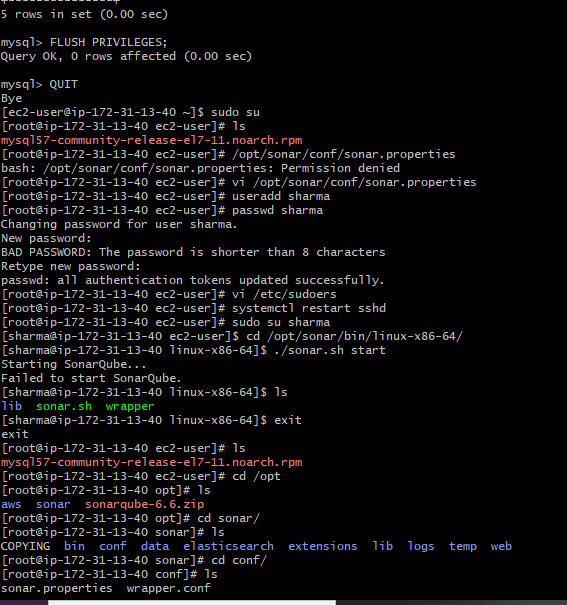 5 rows in set (0.00 sec)
mysql> FLUSH PRIVILEGES;
Query OK, 0 rows affected (0.00 sec)
mysql> QUIT
Bye
[ec2-user@ip-172-31-13-40 ~]$ sudo su
[root@ip-172-31-13-40 ec2-user]# ls
mysql57-community-release-el7-11.noarch.rpm
[root@ip-172-31-13-40 ec2-user]# /opt/sonar/conf/sonar.properties
bash: /opt/sonar/conf/sonar.properties: Permission denied
[root@ip-172-31-13-40 ec2-user]# vi /opt/sonar/conf/sonar.properties
[root@ip-172-31-13-40 ec2-user]# useradd sharma
[root@ip-172-31-13-40 ec2-user]# passwd sharma
Changing password for user sharma.
New password:
BAD PASSWORD: The password is shorter than 8 characters
Retype new password:
passwd: all authentication tokens updated successfully.
[root@ip-172-31-13-40 ec2-user]# vi /etc/sudoers
[root@ip-172-31-13-40 ec2-user]# systemctl restart sshd
[root@ip-172-31-13-40 ec2-user]# sudo su sharma
[sharma@ip-172-31-13-40 ec2-user]$ cd /opt/sonar/bin/linux-x86-64/
[sharma@ip-172-31-13-40 linux-x86-64]$ ./sonar.sh start
Starting SonarQube...
Failed to start SonarQube.
[sharma@ip-172-31-13-40 linux-x86-64]$ ls
lib  sonar.sh  wrapper
[sharma@ip-172-31-13-40 linux-x86-64]$ exit
exit
[root@ip-172-31-13-40 ec2-user]# ls
mysql57-community-release-el7-11.noarch.rpm
[root@ip-172-31-13-40 ec2-user]# cd /opt
[root@ip-172-31-13-40 opt]# ls
aws  sonar  sonarqube-6.6.zip
[root@ip-172-31-13-40 opt]# cd sonar/
[root@ip-172-31-13-40 sonar]# ls
COPYING  bin  conf  data  elasticsearch  extensions  lib  logs  temp  web
[root@ip-172-31-13-40 sonar]# cd conf/
[root@ip-172-31-13-40 conf]# ls
sonar.properties  wrapper.conf